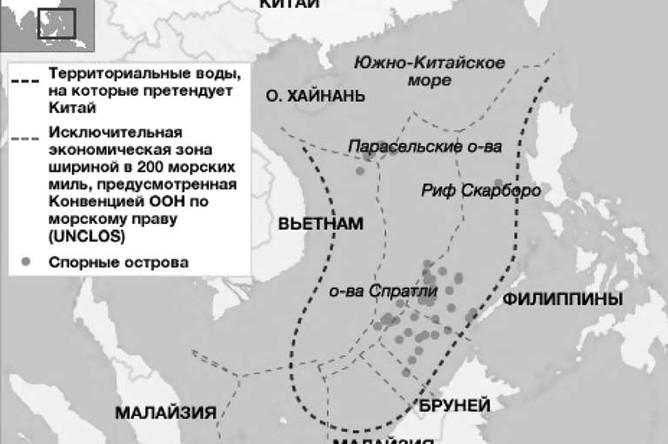 КИТАЙ
Территориальные воды,
на которые претендует
Китай
Исключительная
экономическая зона
шириной в 200 морских
миль, предусмотренная
Конвенцией ООН по
морскому праву
(UNCLOS)
Спорные острова
Южно-Китайское
море
О. ХАЙНАНЬ
Парасельские о-ва
Риф Скарборо
ВЬЕТНАМ
о-ва Спратли
ФИЛИППИНЫ
БРУНЕЙ
МАЛАЙЗИЯ
МАЛАЙЗИЯ